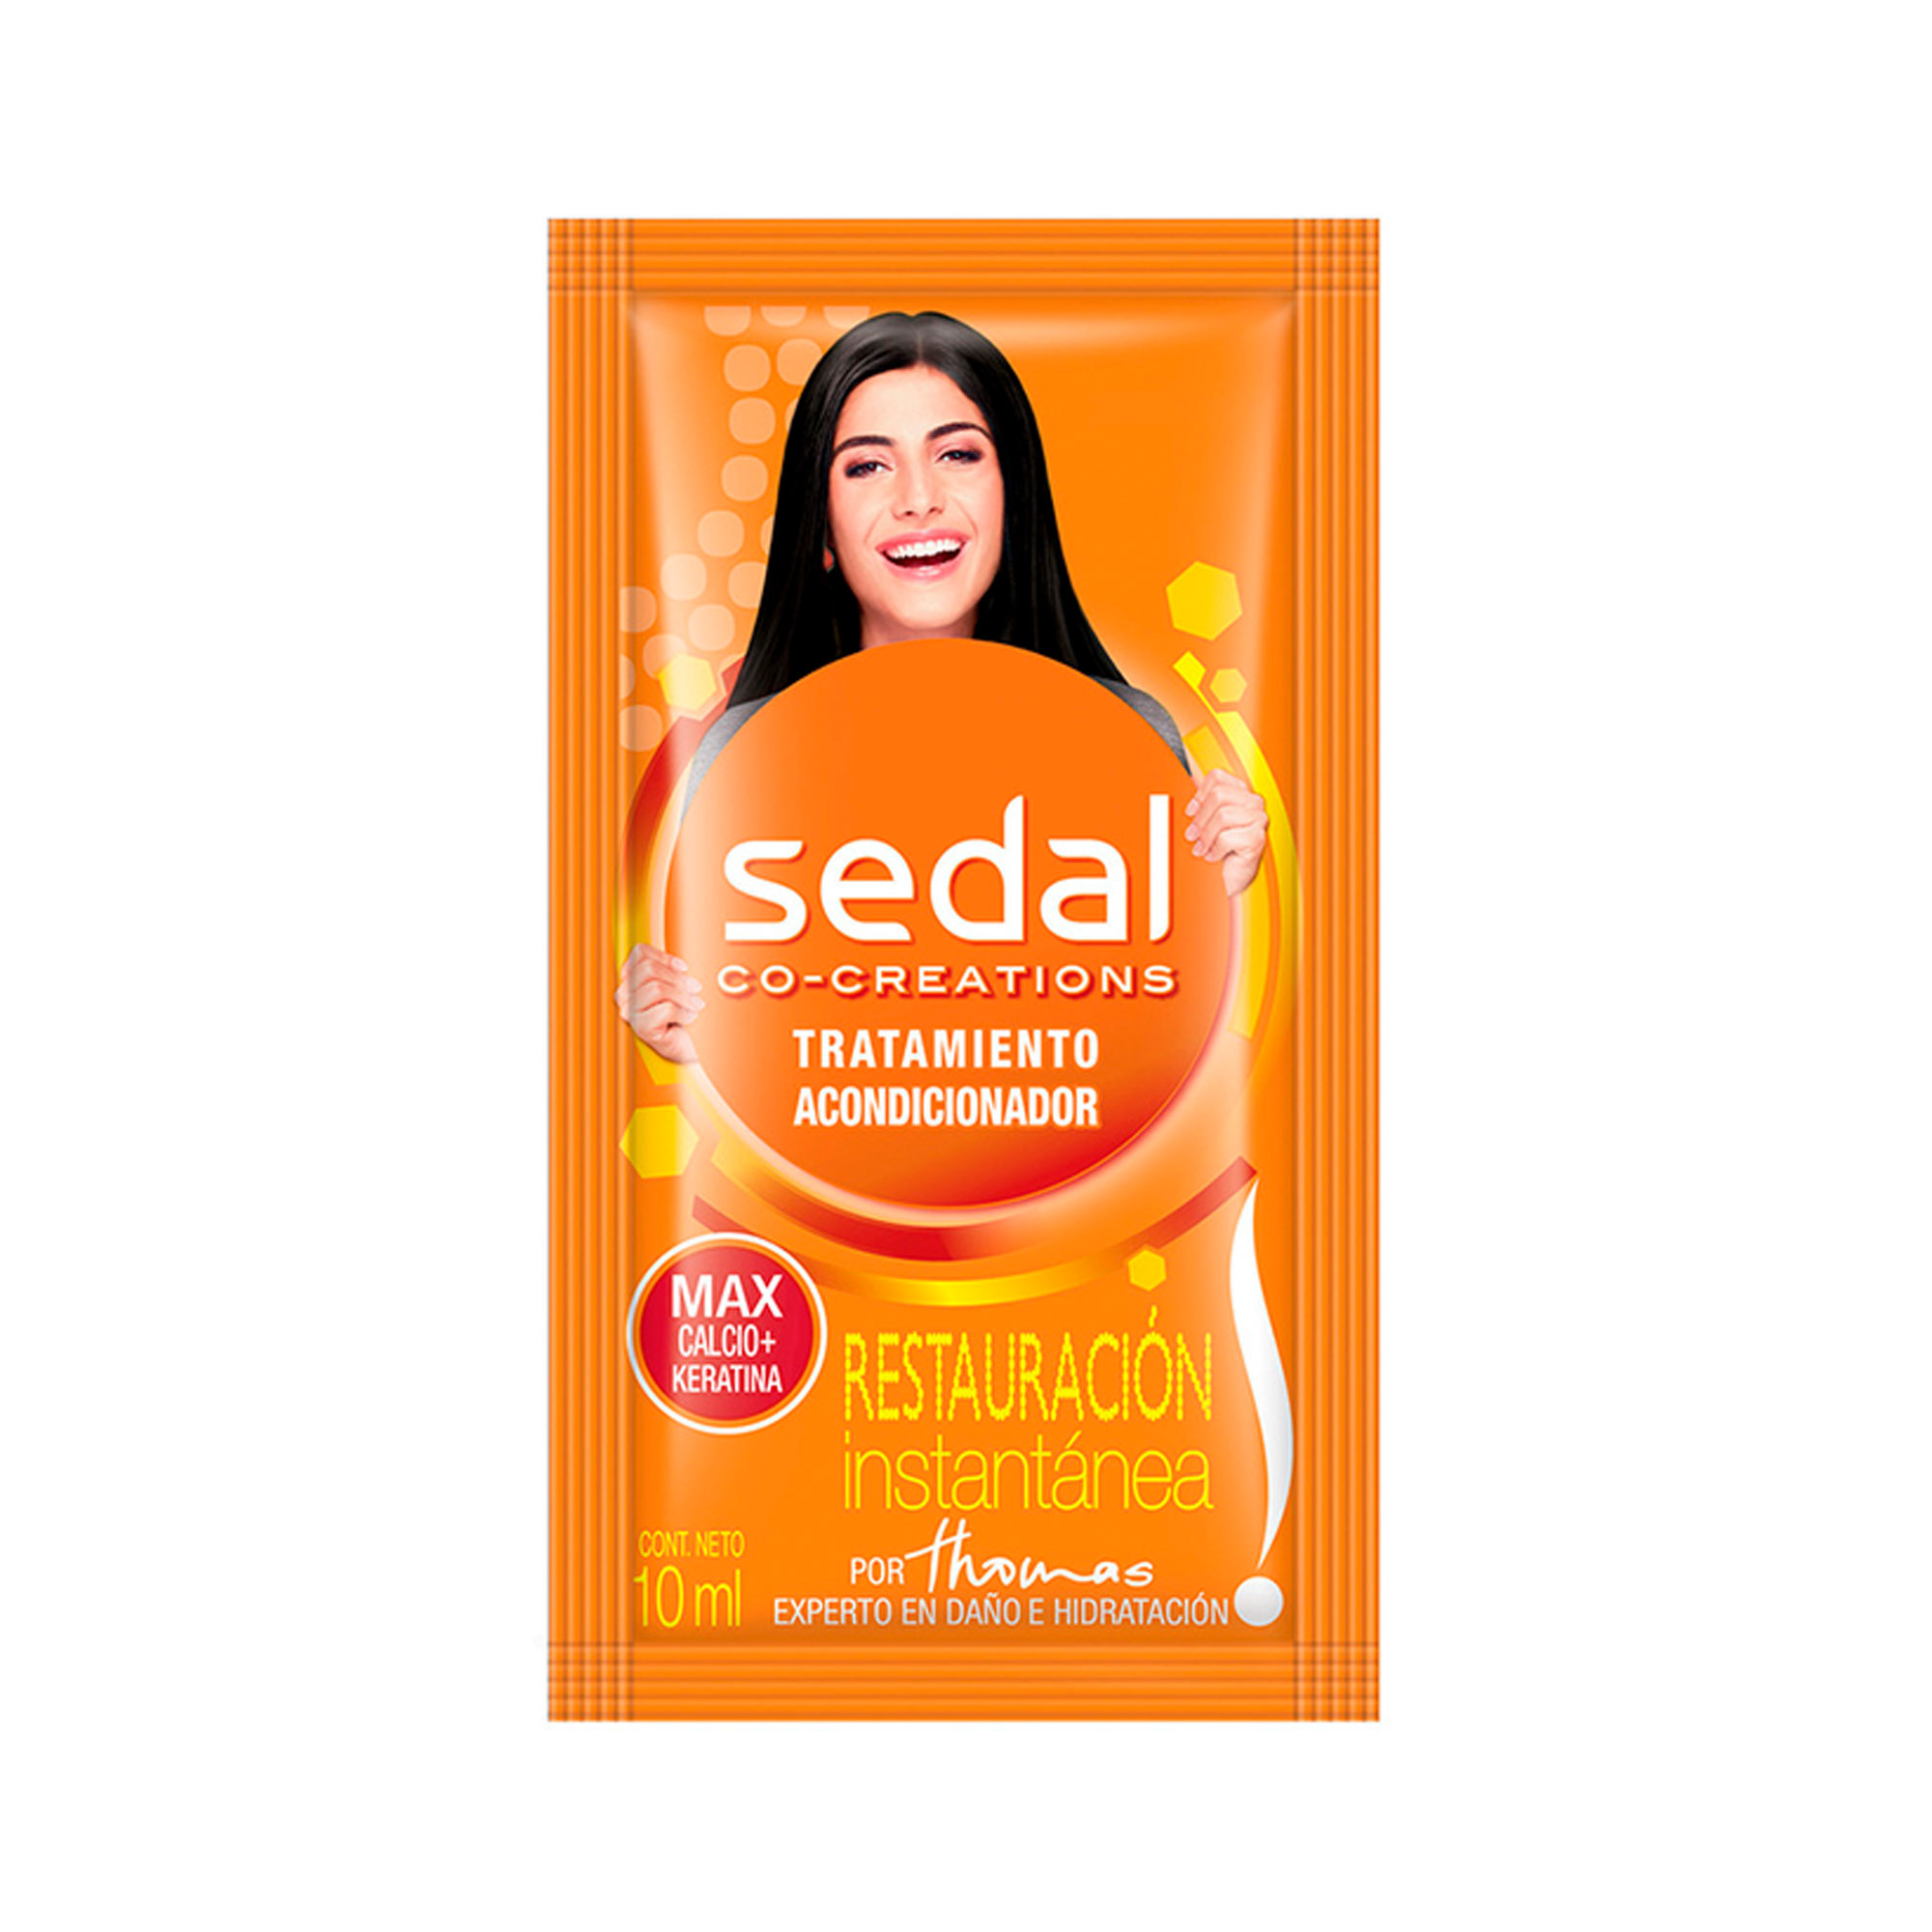 sedal
CO-CREATIONS
TRATAMIENTO
ACONDICIONADOR
MAX
CALCIO+
KERATINA
RESTAURACIÓN
instantánea
CONT. NETO
10 ml
POR Thomas
EXPERTO EN DAÑO E HIDRATACIÓN